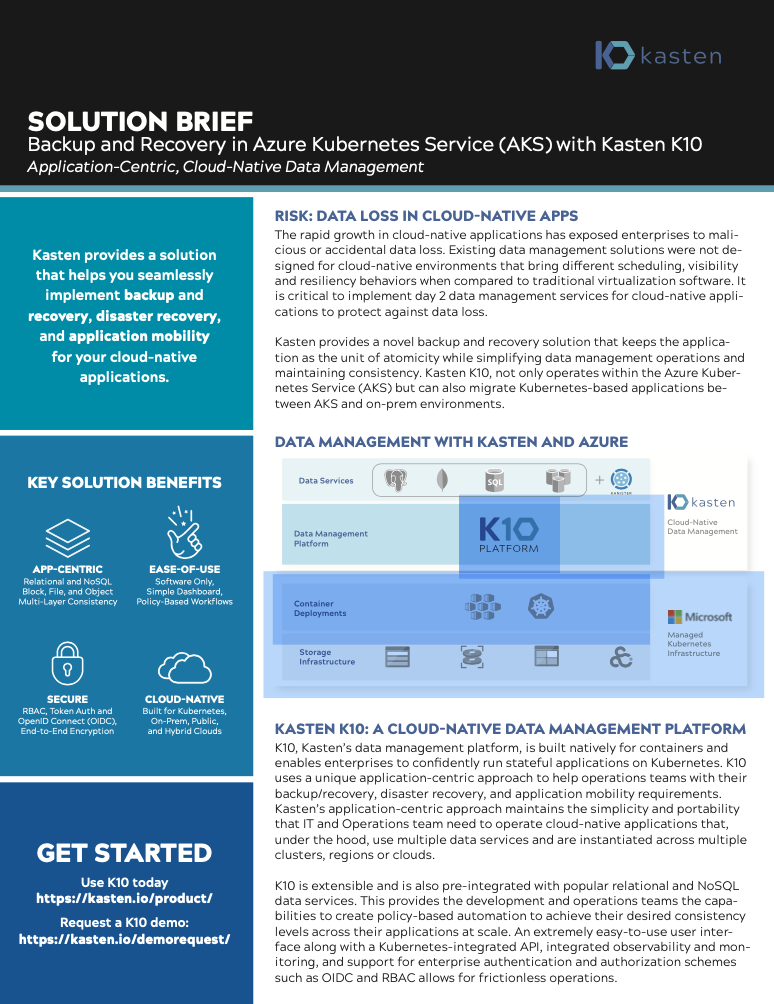 kasten
SOLUTION BRIEF
Backup and Recovery in Azure Kubernetes Service (AKS) with Kasten K10
Application-Centric, Cloud-Native Data Management
Kasten provides a solution
that helps you seamlessly
implement backup and
recovery, disaster recovery,
and application mobility
for your cloud-native
applications.
KEY SOLUTION BENEFITS
APP-CENTRIC
Relational and NoSQL
Block, File, and Object
Multi-Layer Consistency
EASE-OF-USE
Software Only,
Simple Dashboard,
Policy-Based Workflows
SECURE
RBAC, Token Auth and
OpenID Connect (OIDC),
End-to-End Encryption
CLOUD-NATIVE
Built for Kubernetes,
On-Prem, Public,
and Hybrid Clouds
GET STARTED
Use K10 today
https://kasten.io/product/
Request a K10 demo:
https://kasten.io/demorequest/
RISK: DATA LOSS IN CLOUD-NATIVE APPS
The rapid growth in cloud-native applications has exposed enterprises to mali-
cious or accidental data loss. Existing data management solutions were not de-
signed for cloud-native environments that bring different scheduling, visibility
and resiliency behaviors when compared to traditional virtualization software. It
is critical to implement day 2 data management services for cloud-native appli-
cations to protect against data loss.
Kasten provides a novel backup and recovery solution that keeps the applica-
tion as the unit of atomicity while simplifying data management operations and
maintaining consistency. Kasten K10, not only operates within the Azure Kuber-
netes Service (AKS) but can also migrate Kubernetes-based applications be-
tween AKS and on-prem environments.
DATA MANAGEMENT WITH KASTEN AND AZURE
Data Services
SQL
+
KANISTER
Data Management
Platform
K10
PLATFORM
kasten
Cloud-Native
Data Management
Container
Deployments
Storage
Infrastructure
Microsoft
Managed
Kubernetes
Infrastructure
KASTEN K10: A CLOUD-NATIVE DATA MANAGEMENT PLATFORM
K10, Kasten's data management platform, is built natively for containers and
enables enterprises to confidently run stateful applications on Kubernetes. K10
uses a unique application-centric approach to help operations teams with their
backup/recovery, disaster recovery, and application mobility requirements.
Kasten's application-centric approach maintains the simplicity and portability
that IT and Operations team need to operate cloud-native applications that,
under the hood, use multiple data services and are instantiated across multiple
clusters, regions or clouds.
K10 is extensible and is also pre-integrated with popular relational and NoSQL
data services. This provides the development and operations teams the capa-
bilities to create policy-based automation to achieve their desired consistency
levels across their applications at scale. An extremely easy-to-use user inter-
face along with a Kubernetes-integrated API, integrated observability and mon-
itoring, and support for enterprise authentication and authorization schemes
such as OIDC and RBAC allows for frictionless operations.